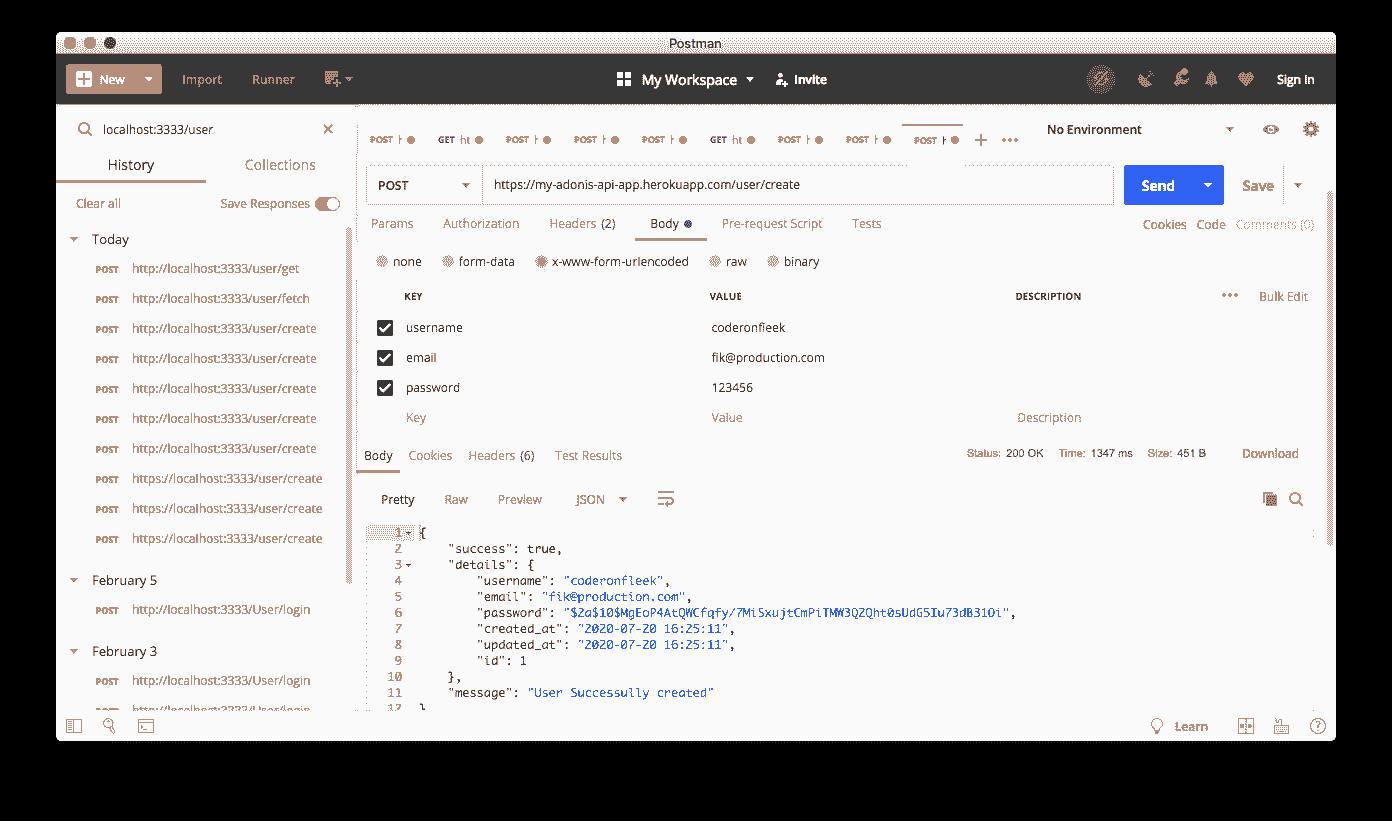 Postman
New Import Runner My Workspace Invite Sign In
localhost:3333/user
History Collections
Clear all Save Responses
Today
POST http://localhost:3333/user/get
POST http://localhost:3333/user/fetch
POST http://localhost:3333/user/create
POST http://localhost:3333/user/create
POST http://localhost:3333/user/create
POST http://localhost:3333/user/create
POST http://localhost:3333/user/create
POST https://localhost:3333/user/create
POST https://localhost:3333/user/create
POST https://localhost:3333/user/create
February 5
POST http://localhost:3333/User/login
February 3
POST http://localhost:3333/User/login
http://localhost:3333/User/login
POST GET ht POST POST POST GET ht POST POST POST
No Environment
POST https://my-adonis-api-app.herokuapp.com/user/create Send Save
Params Authorization Headers (2) Body Pre-request Script Tests Cookies Code Comments (0)
none form-data x-www-form-urlencoded raw binary
KEY VALUE DESCRIPTION Bulk Edit
username coderonfleek
email fik@production.com
password 123456
Key Value Description
Body Cookies Headers (6) Test Results Status: 200 OK Time: 1347 ms Size: 451 B Download
Pretty Raw Preview JSON
1 {
2 "success": true,
3 "details": {
4 "username": "coderonfleek",
5 "email": "fik@production.com",
6 "password": "$2a$10$MgEoP4AtQWCfqfy/7MiSxujtCmPiTMW3QZQht0sUdG5Iu73dB31Oi",
7 "created_at": "2020-07-20 16:25:11",
8 "updated_at": "2020-07-20 16:25:11",
9 "id": 1
10 },
11 "message": "User Successully created"
12 }
Learn